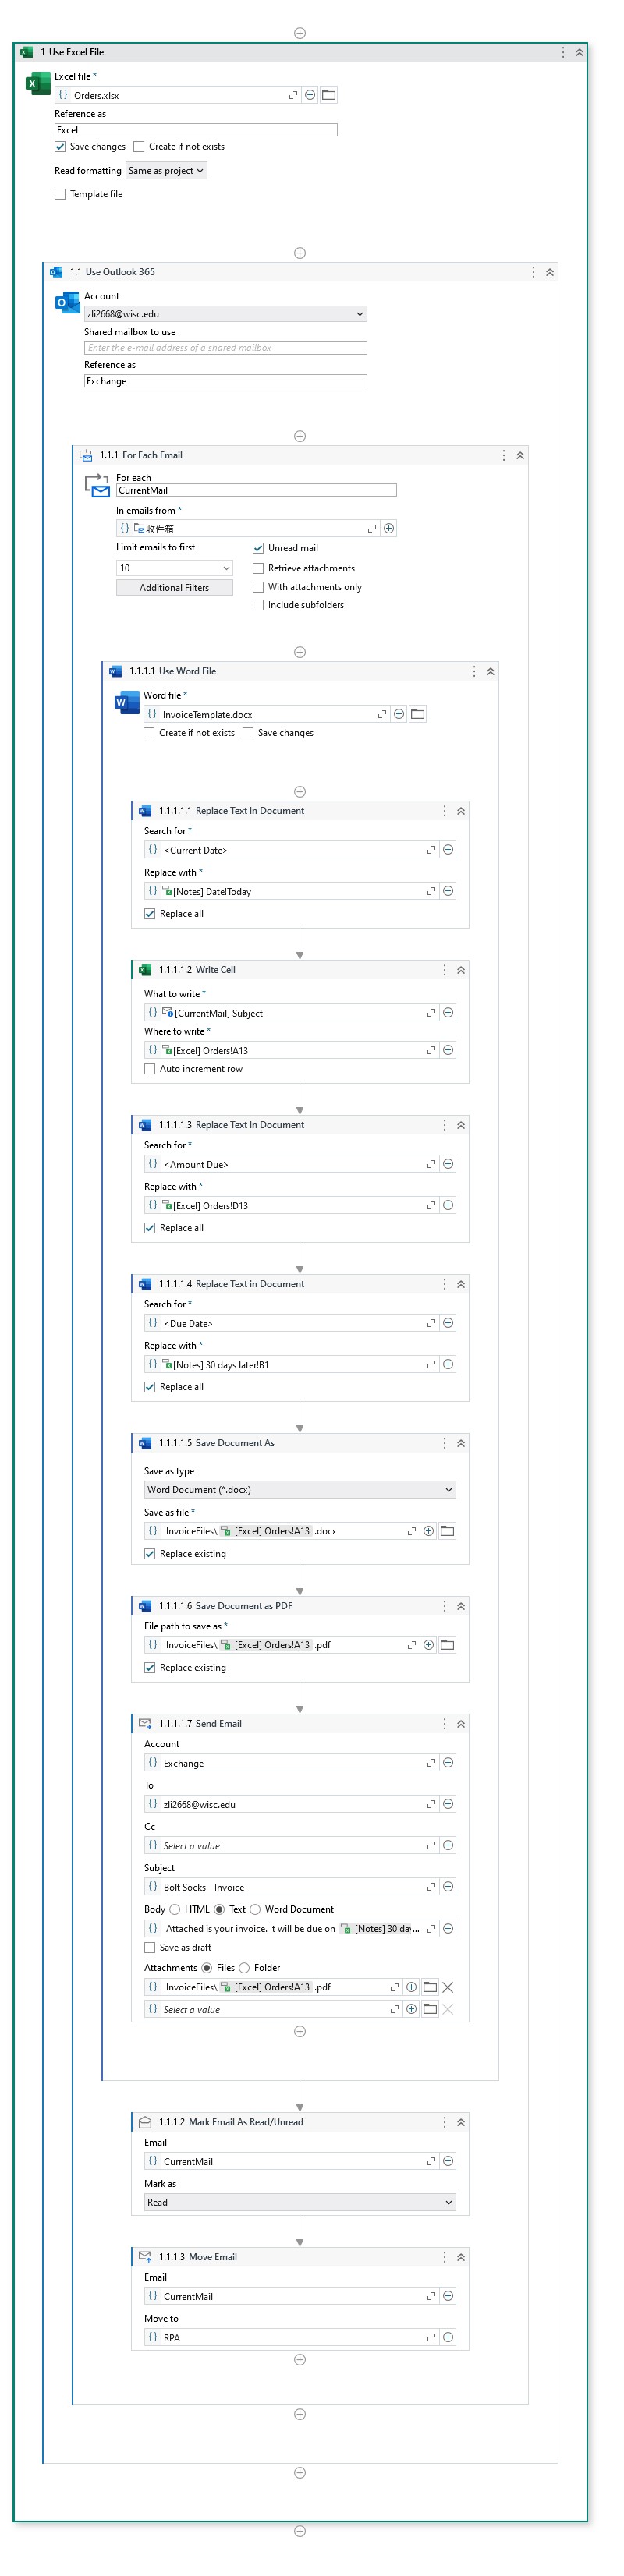 1 Use Excel File
Excel file *
Orders.xlsx
Reference as
Excel
Save changes Create if not exists
Read formatting Same as project
Template file
1.1 Use Outlook 365
Account
zli2668@wisc.edu
Shared mailbox to use
Enter the e-mail address of a shared mailbox
Reference as
Exchange
1.1.1 For Each Email
For each
CurrentMail
In emails from *
{} 收件箱
Limit emails to first
Unread mail
10
Retrieve attachments
Additional Filters
With attachments only
Include subfolders
1.1.1.1 Use Word File
Word file *
{} InvoiceTemplate.docx
Create if not exists Save changes
1.1.1.1.1 Replace Text in Document
Search for *
{} <Current Date>
Replace with *
{} [Notes] Date!Today
Replace all
1.1.1.1.2 Write Cell
What to write *
{} [CurrentMail] Subject
Where to write *
{} [Excel] Orders!A13
Auto increment row
1.1.1.1.3 Replace Text in Document
Search for *
{} <Amount Due>
Replace with *
{} [Excel] Orders!D13
Replace all
1.1.1.1.4 Replace Text in Document
Search for *
{} <Due Date>
Replace with *
{} [Notes] 30 days later!B1
Replace all
1.1.1.1.5 Save Document As
Save as type
Word Document (*.docx)
Save as file *
{} InvoiceFiles\ [Excel] Orders!A13 .docx
Replace existing
1.1.1.1.6 Save Document as PDF
File path to save as *
{} InvoiceFiles\ [Excel] Orders!A13 .pdf
Replace existing
1.1.1.1.7 Send Email
Account
{} Exchange
To
{} zli2668@wisc.edu
Cc
{} Select a value
Subject
{} Bolt Socks - Invoice
Body HTML Text Word Document
{} Attached is your invoice. It will be due on [Notes] 30 day...
Save as draft
Attachments Files Folder
{} InvoiceFiles\ [Excel] Orders!A13 .pdf
{} Select a value
1.1.1.2 Mark Email As Read/Unread
Email
{} CurrentMail
Mark as
Read
1.1.1.3 Move Email
Email
{} CurrentMail
Move to
{} RPA